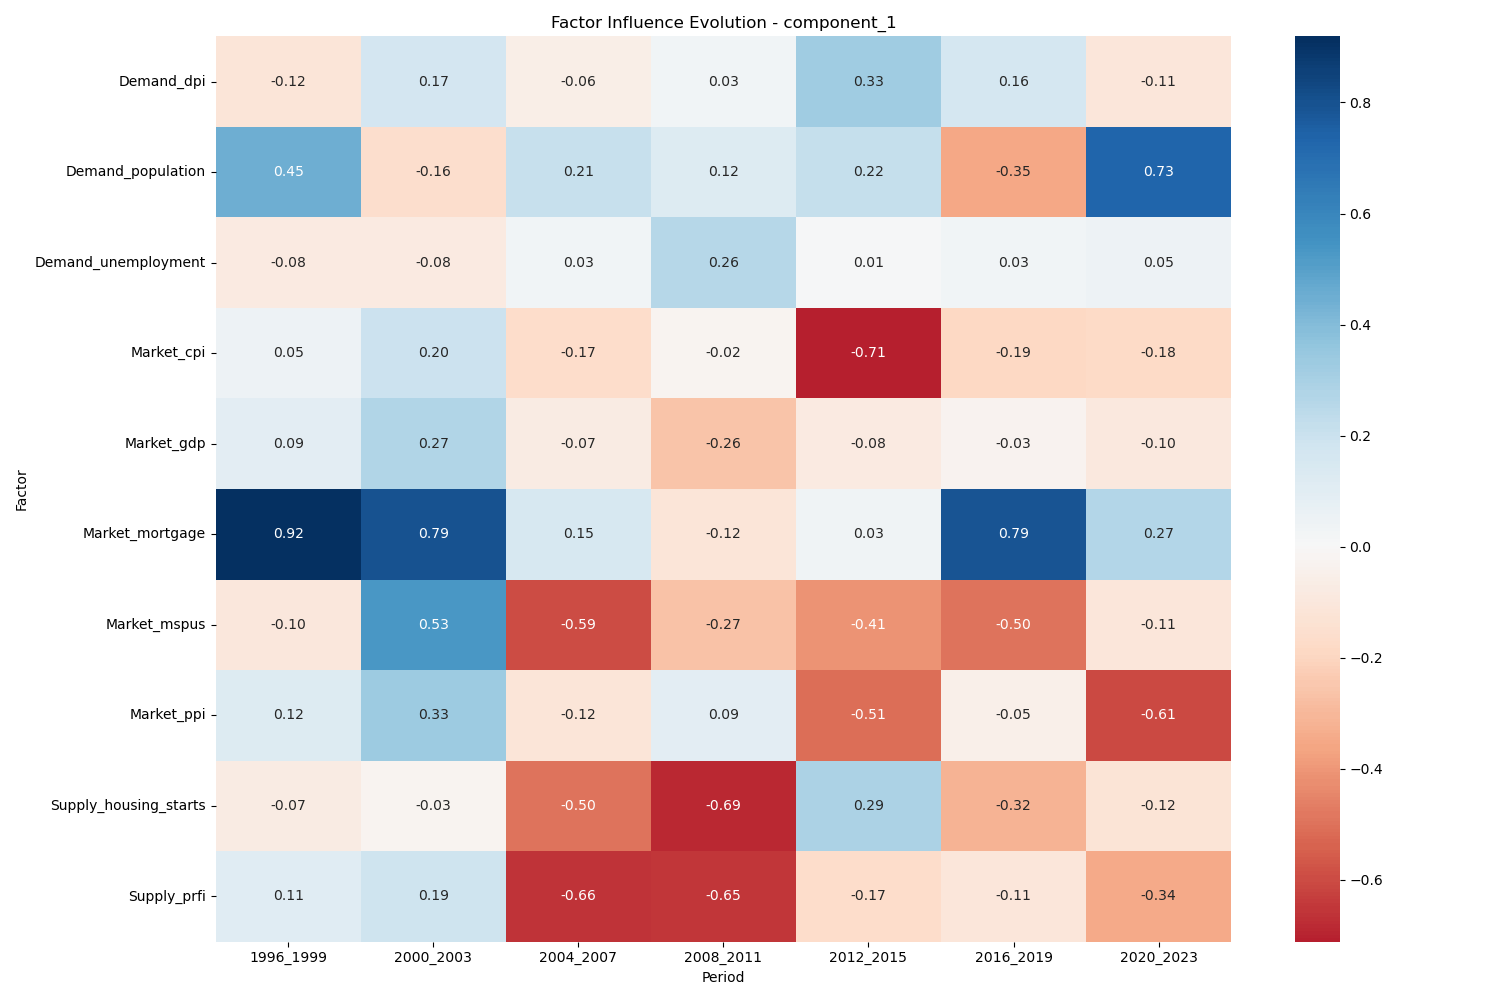 Factor Influence Evolution - component_1
Demand_dpi -0.12 0.17 -0.06 0.03 0.33 0.16 -0.11
Demand_population 0.45 -0.16 0.21 0.12 0.22 -0.35 0.73
Demand_unemployment -0.08 -0.08 0.03 0.26 0.01 0.03 0.05
Market_cpi 0.05 0.20 -0.17 -0.02 -0.71 -0.19 -0.18
Market_gdp 0.09 0.27 -0.07 -0.26 -0.08 -0.03 -0.10
Market_mortgage 0.92 0.79 0.15 -0.12 0.03 0.79 0.27
Market_mspus -0.10 0.53 -0.59 -0.27 -0.41 -0.50 -0.11
Market_ppi 0.12 0.33 -0.12 0.09 -0.51 -0.05 -0.61
Supply_housing_starts -0.07 -0.03 -0.50 -0.69 0.29 -0.32 -0.12
Supply_prfi 0.11 0.19 -0.66 -0.65 -0.17 -0.11 -0.34
1996_1999 2000_2003 2004_2007 2008_2011 2012_2015 2016_2019 2020_2023
Period
Factor
0.8
0.6
0.4
0.2
0.0
−0.2
−0.4
−0.6